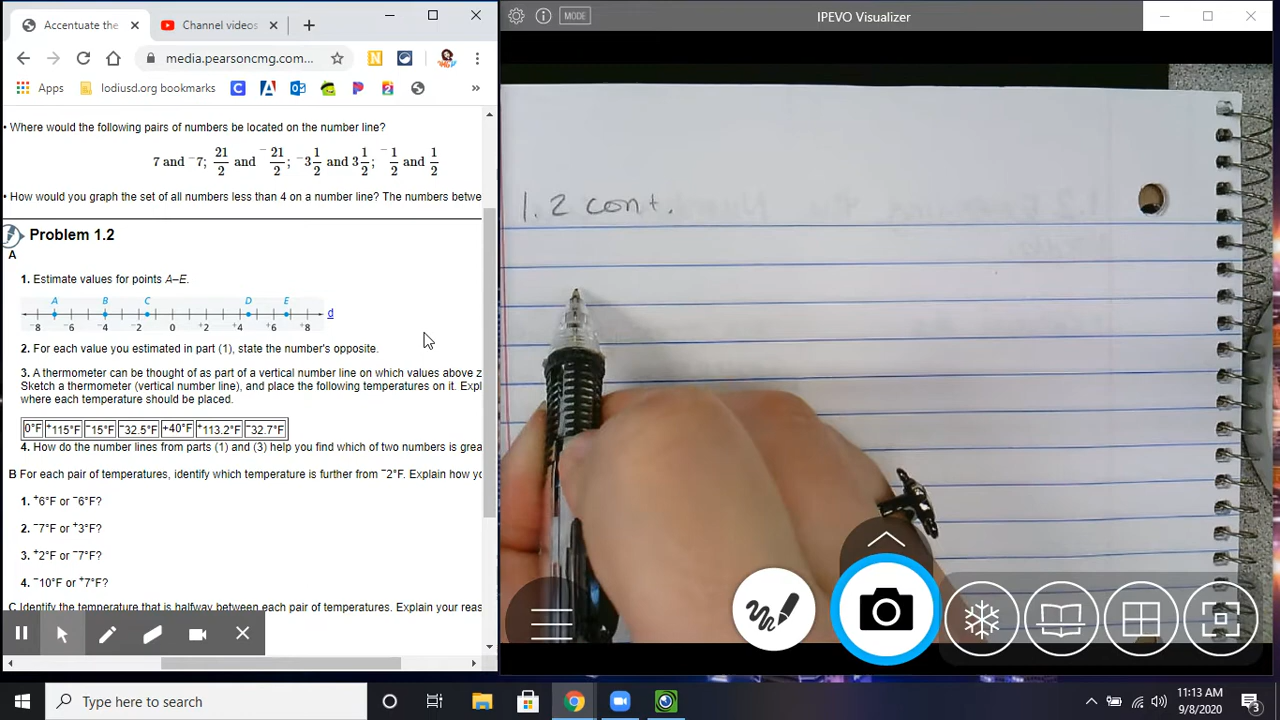 Accentuate the
Channel videos
IPEVO Visualizer
MODE
media.pearsoncmg.com...
Apps
lodiusd.org bookmarks
• Where would the following pairs of numbers be located on the number line?
7 and ⁻7; 21/2 and ⁻21/2; ⁻3 1/2 and 3 1/2; ⁻1/2 and 1/2
• How would you graph the set of all numbers less than 4 on a number line? The numbers betwe
Problem 1.2
A
1. Estimate values for points A–E.
A B C D E
⁻8 ⁻6 ⁻4 ⁻2 0 ⁺2 ⁺4 ⁺6 ⁺8
d
2. For each value you estimated in part (1), state the number's opposite.
3. A thermometer can be thought of as part of a vertical number line on which values above z
Sketch a thermometer (vertical number line), and place the following temperatures on it. Expl
where each temperature should be placed.
0°F ⁺115°F ⁻15°F ⁻32.5°F +40°F ⁺113.2°F ⁻32.7°F
4. How do the number lines from parts (1) and (3) help you find which of two numbers is grea
B For each pair of temperatures, identify which temperature is further from ⁻2°F. Explain how yo
1. ⁺6°F or ⁻6°F?
2. ⁻7°F or ⁺3°F?
3. ⁺2°F or ⁻7°F?
4. ⁻10°F or ⁺7°F?
C Identify the temperature that is halfway between each pair of temperatures. Explain your reas
1.2 cont.
Type here to search
11:13 AM
9/8/2020
3